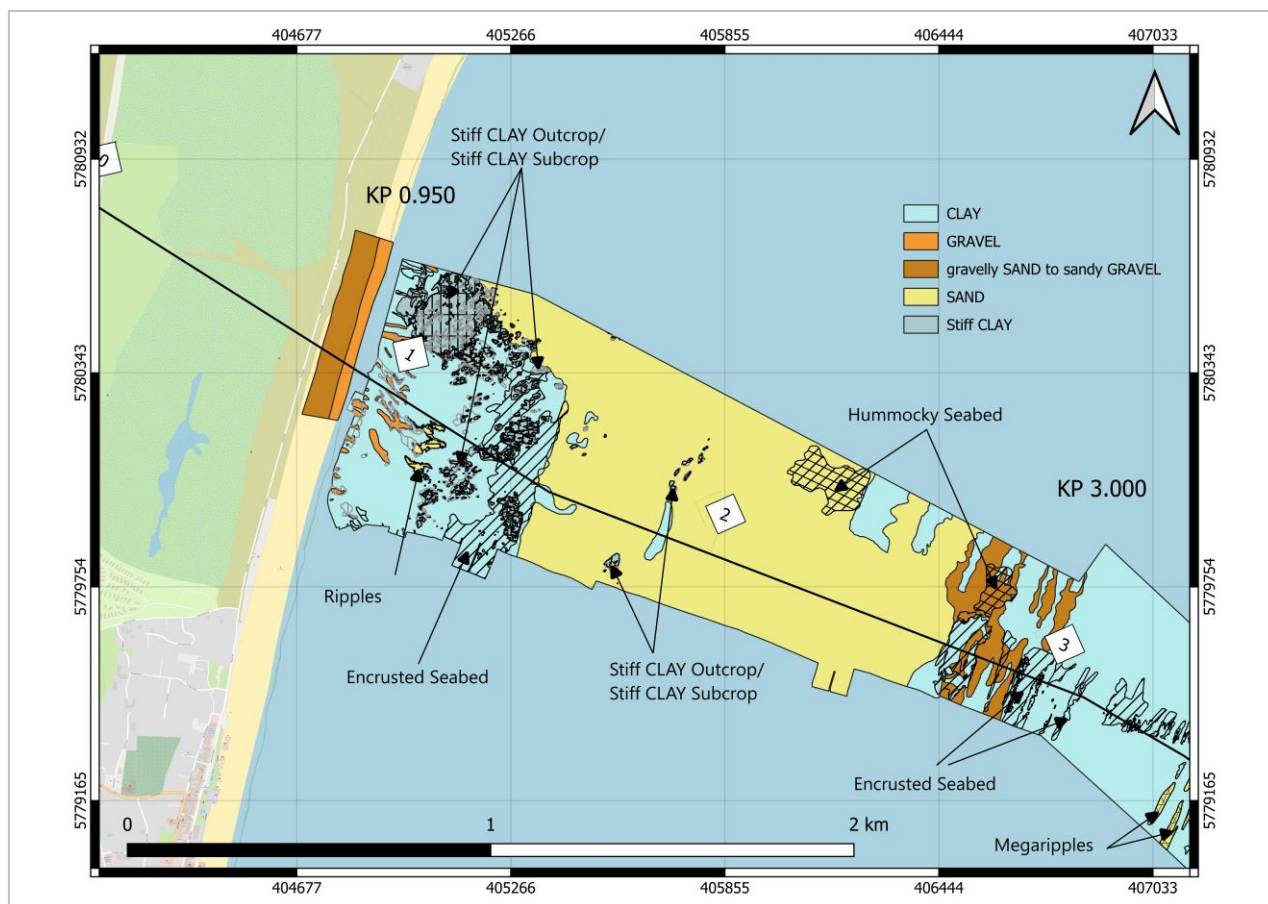 404677 405266 405855 406444 407033
Stiff CLAY Outcrop/
Stiff CLAY Subcrop
5780932
5780932
0
KP 0.950
CLAY
GRAVEL
gravelly SAND to sandy GRAVEL
SAND
Stiff CLAY
1
5780343
5780343
Hummocky Seabed
KP 3.000
2
5779754
5779754
Ripples
3
Encrusted Seabed
Stiff CLAY Outcrop/
Stiff CLAY Subcrop
Encrusted Seabed
5779165
5779165
0 1 2 km
Megaripples
404677 405266 405855 406444 407033